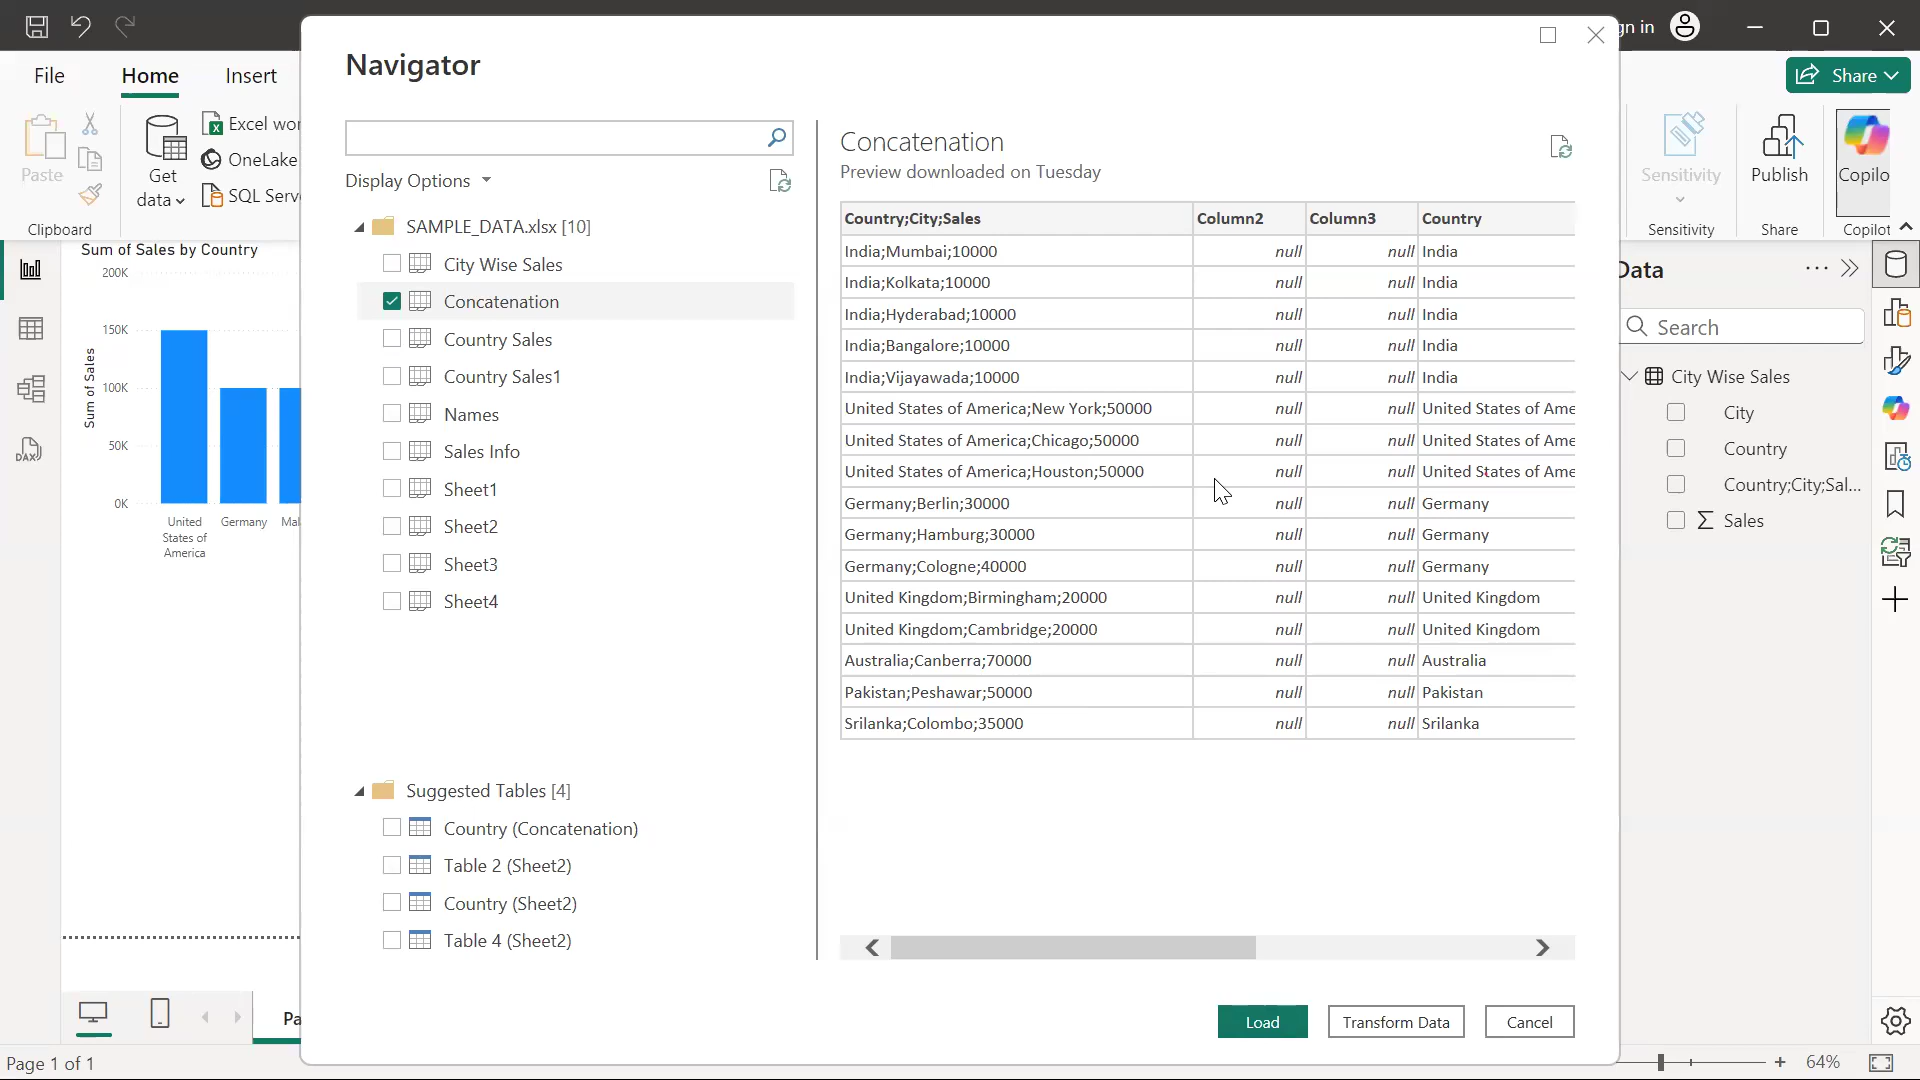 gn in
File
Home
Insert
Share
Paste
Clipboard
Get
data
Excel wor
OneLake
SQL Serv
Sensitivity
Sensitivity
Publish
Share
Copilo
Copilot
Navigator
Display Options
SAMPLE_DATA.xlsx [10]
City Wise Sales
Concatenation
Country Sales
Country Sales1
Names
Sales Info
Sheet1
Sheet2
Sheet3
Sheet4
Suggested Tables [4]
Country (Concatenation)
Table 2 (Sheet2)
Country (Sheet2)
Table 4 (Sheet2)
Concatenation
Preview downloaded on Tuesday
Country;City;Sales Column2 Column3 Country
India;Mumbai;10000 null null India
India;Kolkata;10000 null null India
India;Hyderabad;10000 null null India
India;Bangalore;10000 null null India
India;Vijayawada;10000 null null India
United States of America;New York;50000 null null United States of Ame
United States of America;Chicago;50000 null null United States of Ame
United States of America;Houston;50000 null null United States of Ame
Germany;Berlin;30000 null null Germany
Germany;Hamburg;30000 null null Germany
Germany;Cologne;40000 null null Germany
United Kingdom;Birmingham;20000 null null United Kingdom
United Kingdom;Cambridge;20000 null null United Kingdom
Australia;Canberra;70000 null null Australia
Pakistan;Peshawar;50000 null null Pakistan
Srilanka;Colombo;35000 null null Srilanka
Load
Transform Data
Cancel
Sum of Sales by Country
200K
150K
100K
50K
0K
Sum of Sales
United
States of
America
Germany
Mal
DAX
Data
Search
City Wise Sales
City
Country
Country;City;Sal...
Σ Sales
Pa
Page 1 of 1
64%